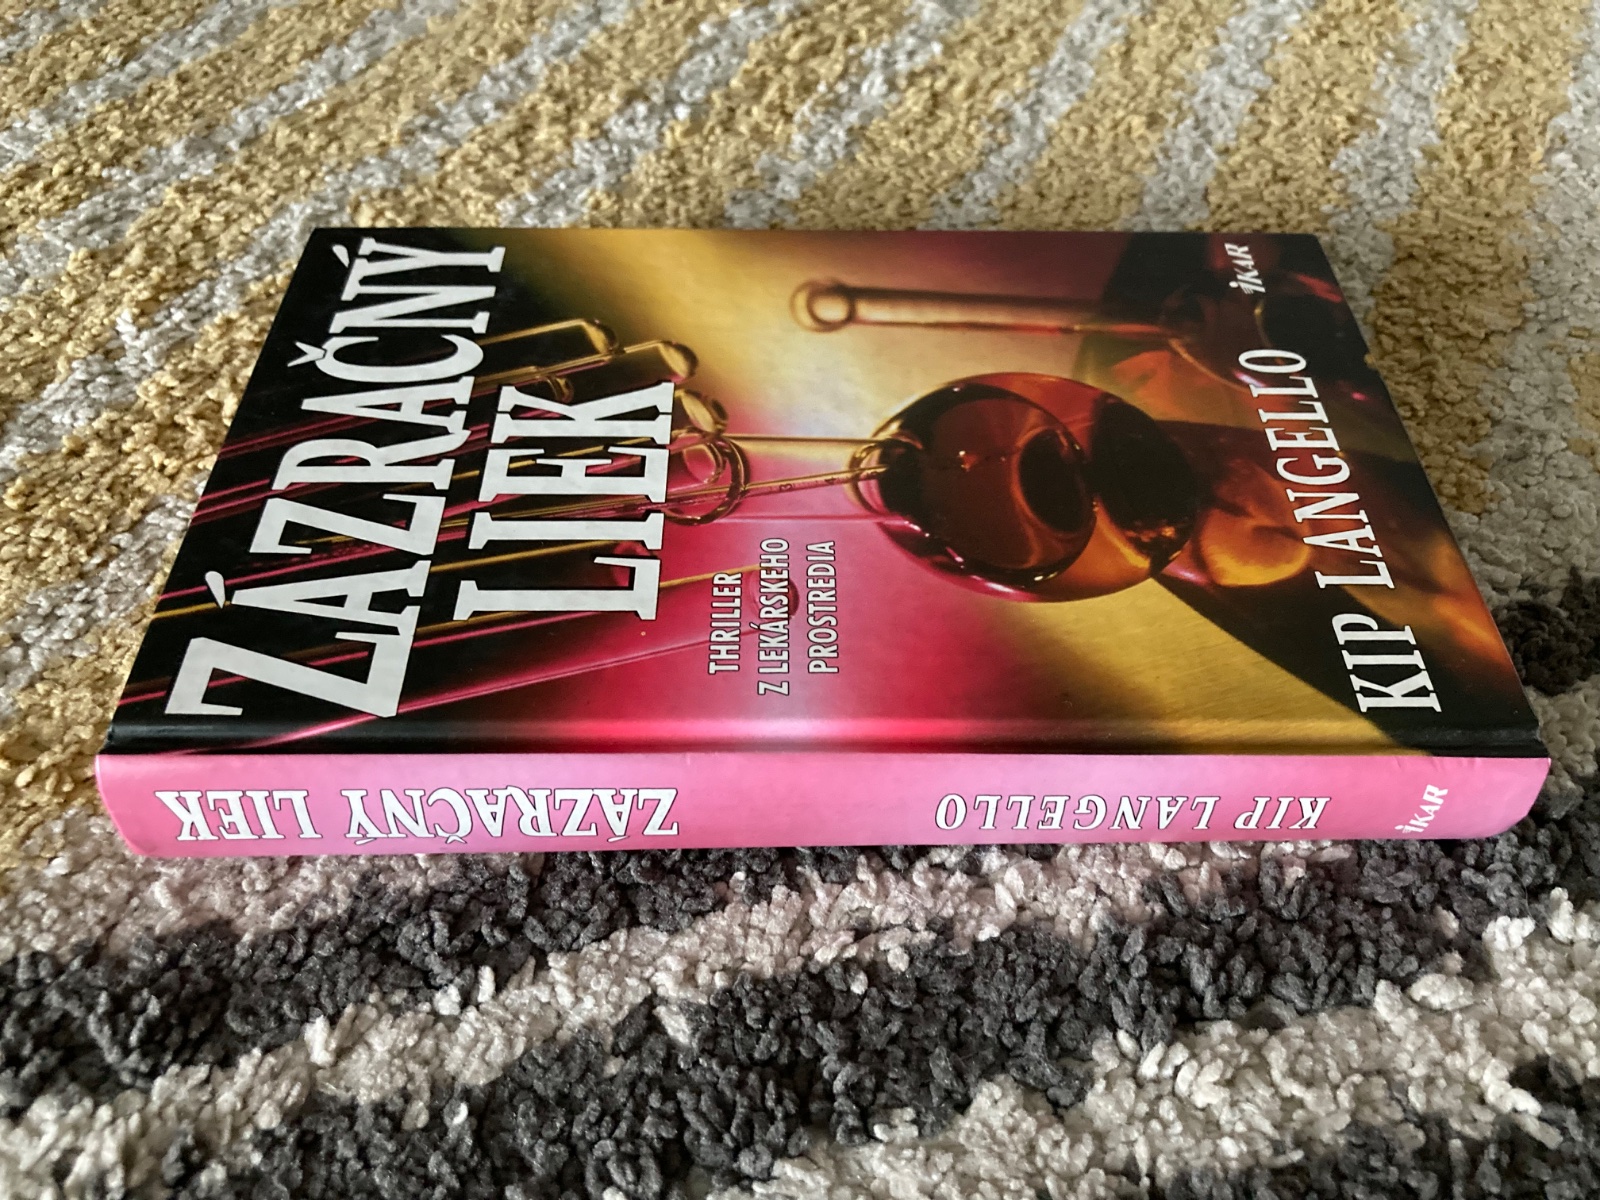 ZÁZRAČNÝ
LIEK
THRILLER
Z LEKÁRSKEHO
PROSTREDIA
KIP LANGELLO
IKAR
ZÁZRAČNÝ LIEK
KIP LANGELLO
IKAR